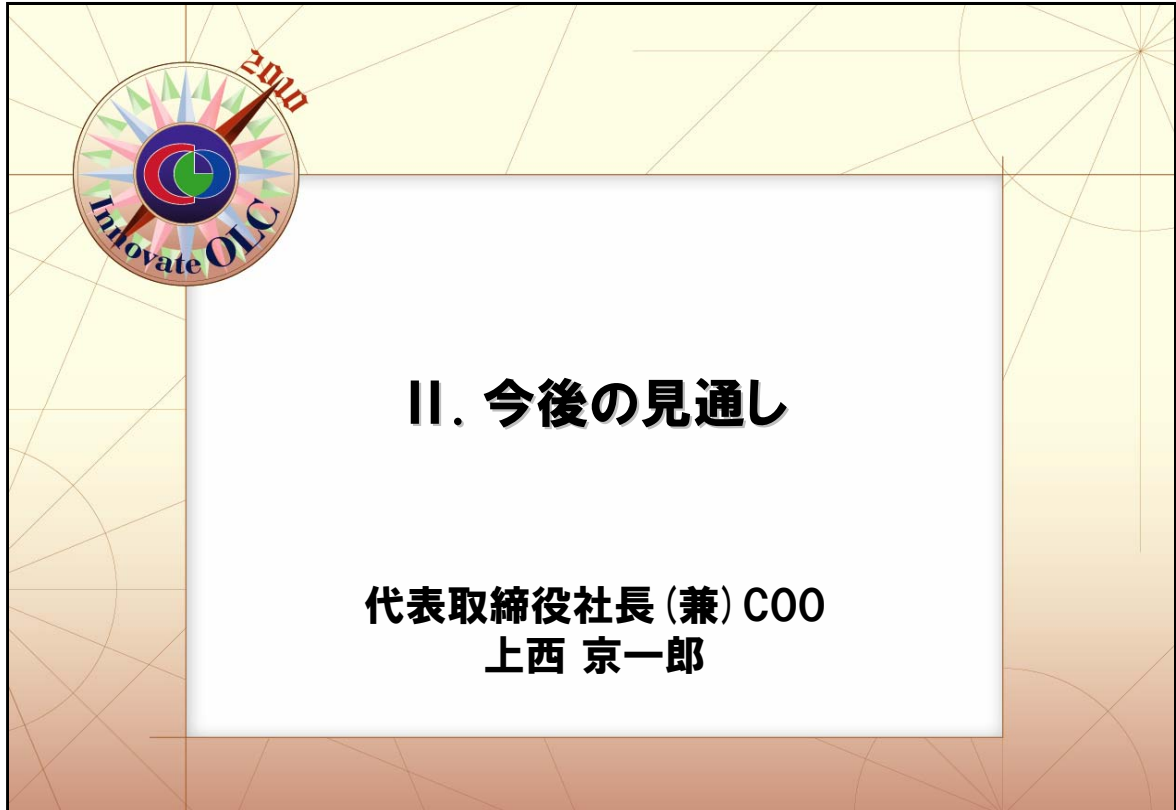 2010
Innovate OLC
II. 今後の見通し
代表取締役社長(兼)COO
上西 京一郎